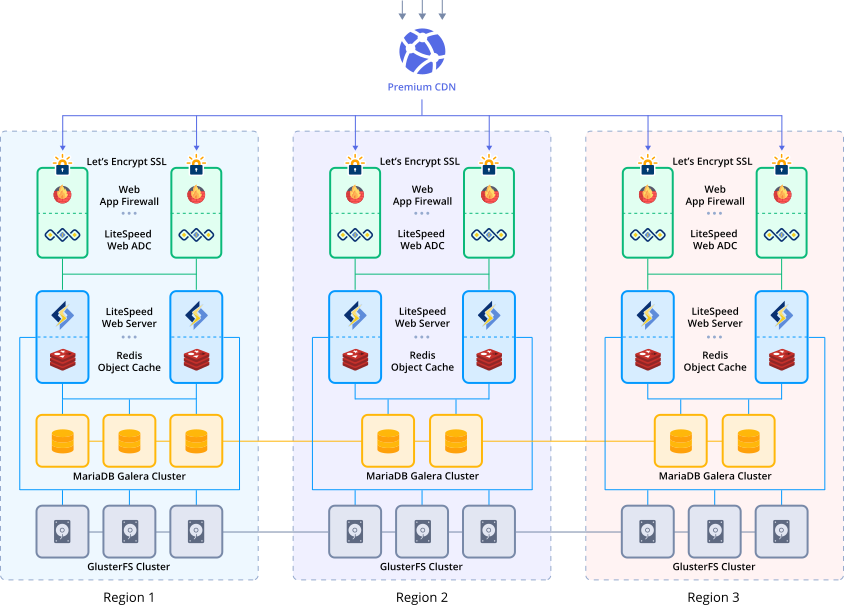 Premium CDN
Let's Encrypt SSL
Web
App Firewall
LiteSpeed
Web ADC
LiteSpeed
Web Server
Redis
Object Cache
MariaDB Galera Cluster
GlusterFS Cluster
Region 1
Let's Encrypt SSL
Web
App Firewall
LiteSpeed
Web ADC
LiteSpeed
Web Server
Redis
Object Cache
MariaDB Galera Cluster
GlusterFS Cluster
Region 2
Let's Encrypt SSL
Web
App Firewall
LiteSpeed
Web ADC
LiteSpeed
Web Server
Redis
Object Cache
MariaDB Galera Cluster
GlusterFS Cluster
Region 3